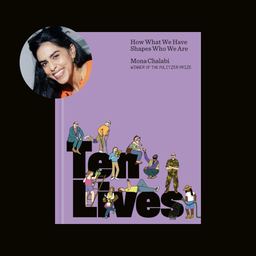 How What We Have
Shapes Who We Are
Mona Chalabi
WINNER OF THE PULITZER PRIZE
Ten
Lives